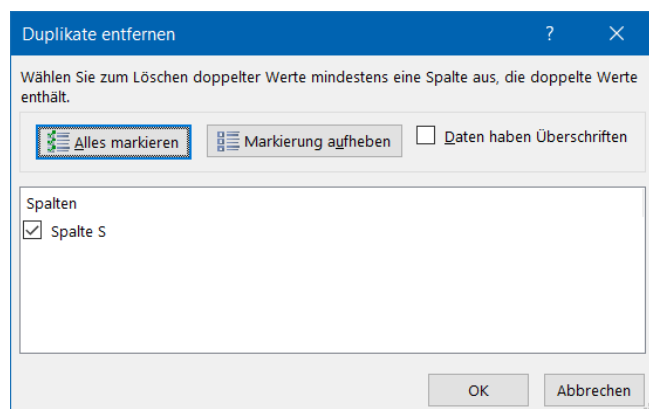 Duplikate entfernen ? ×
Wählen Sie zum Löschen doppelter Werte mindestens eine Spalte aus, die doppelte Werte
enthält.
Alles markieren Markierung aufheben Daten haben Überschriften
Spalten
Spalte S
OK Abbrechen